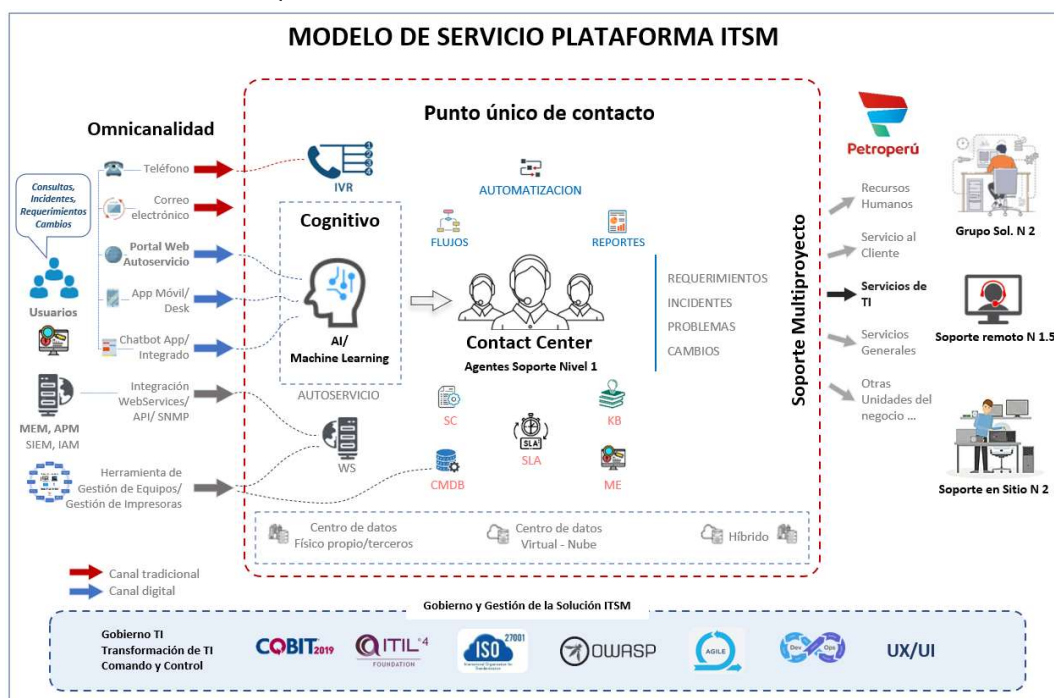 MODELO DE SERVICIO PLATAFORMA ITSM
Omnicanalidad
Consultas,
Incidentes,
Requerimientos
Cambios
Usuarios
Teléfono
Correo
electrónico
Portal Web
Autoservicio
App Móvil/
Desk
Chatbot App/
Integrado
MEM, APM
SIEM, IAM
Integración
WebServices/
API/ SNMP
Herramienta de
Gestión de Equipos/
Gestión de Impresoras
Canal tradicional
Canal digital
Punto único de contacto
1
2
3
4
IVR
Cognitivo
AI/
Machine Learning
AUTOSERVICIO
WS
AUTOMATIZACION
FLUJOS
REPORTES
Contact Center
Agentes Soporte Nivel 1
REQUERIMIENTOS
INCIDENTES
PROBLEMAS
CAMBIOS
SC
KB
SLA
SLA
CMDB
ME
Centro de datos
Físico propio/terceros
Centro de datos
Virtual - Nube
Híbrido
Soporte Multiproyecto
Petroperú
Recursos
Humanos
Servicio al
Cliente
Servicios de
TI
Servicios
Generales
Otras
Unidades del
negocio ...
Grupo Sol. N 2
Soporte remoto N 1.5
Soporte en Sitio N 2
Gobierno y Gestión de la Solución ITSM
Gobierno TI
Transformación de TI
Comando y Control
COBIT 2019
ITIL 4
FOUNDATION
ISO
27001
OWASP
AGILE
Dev
Ops
UX/UI